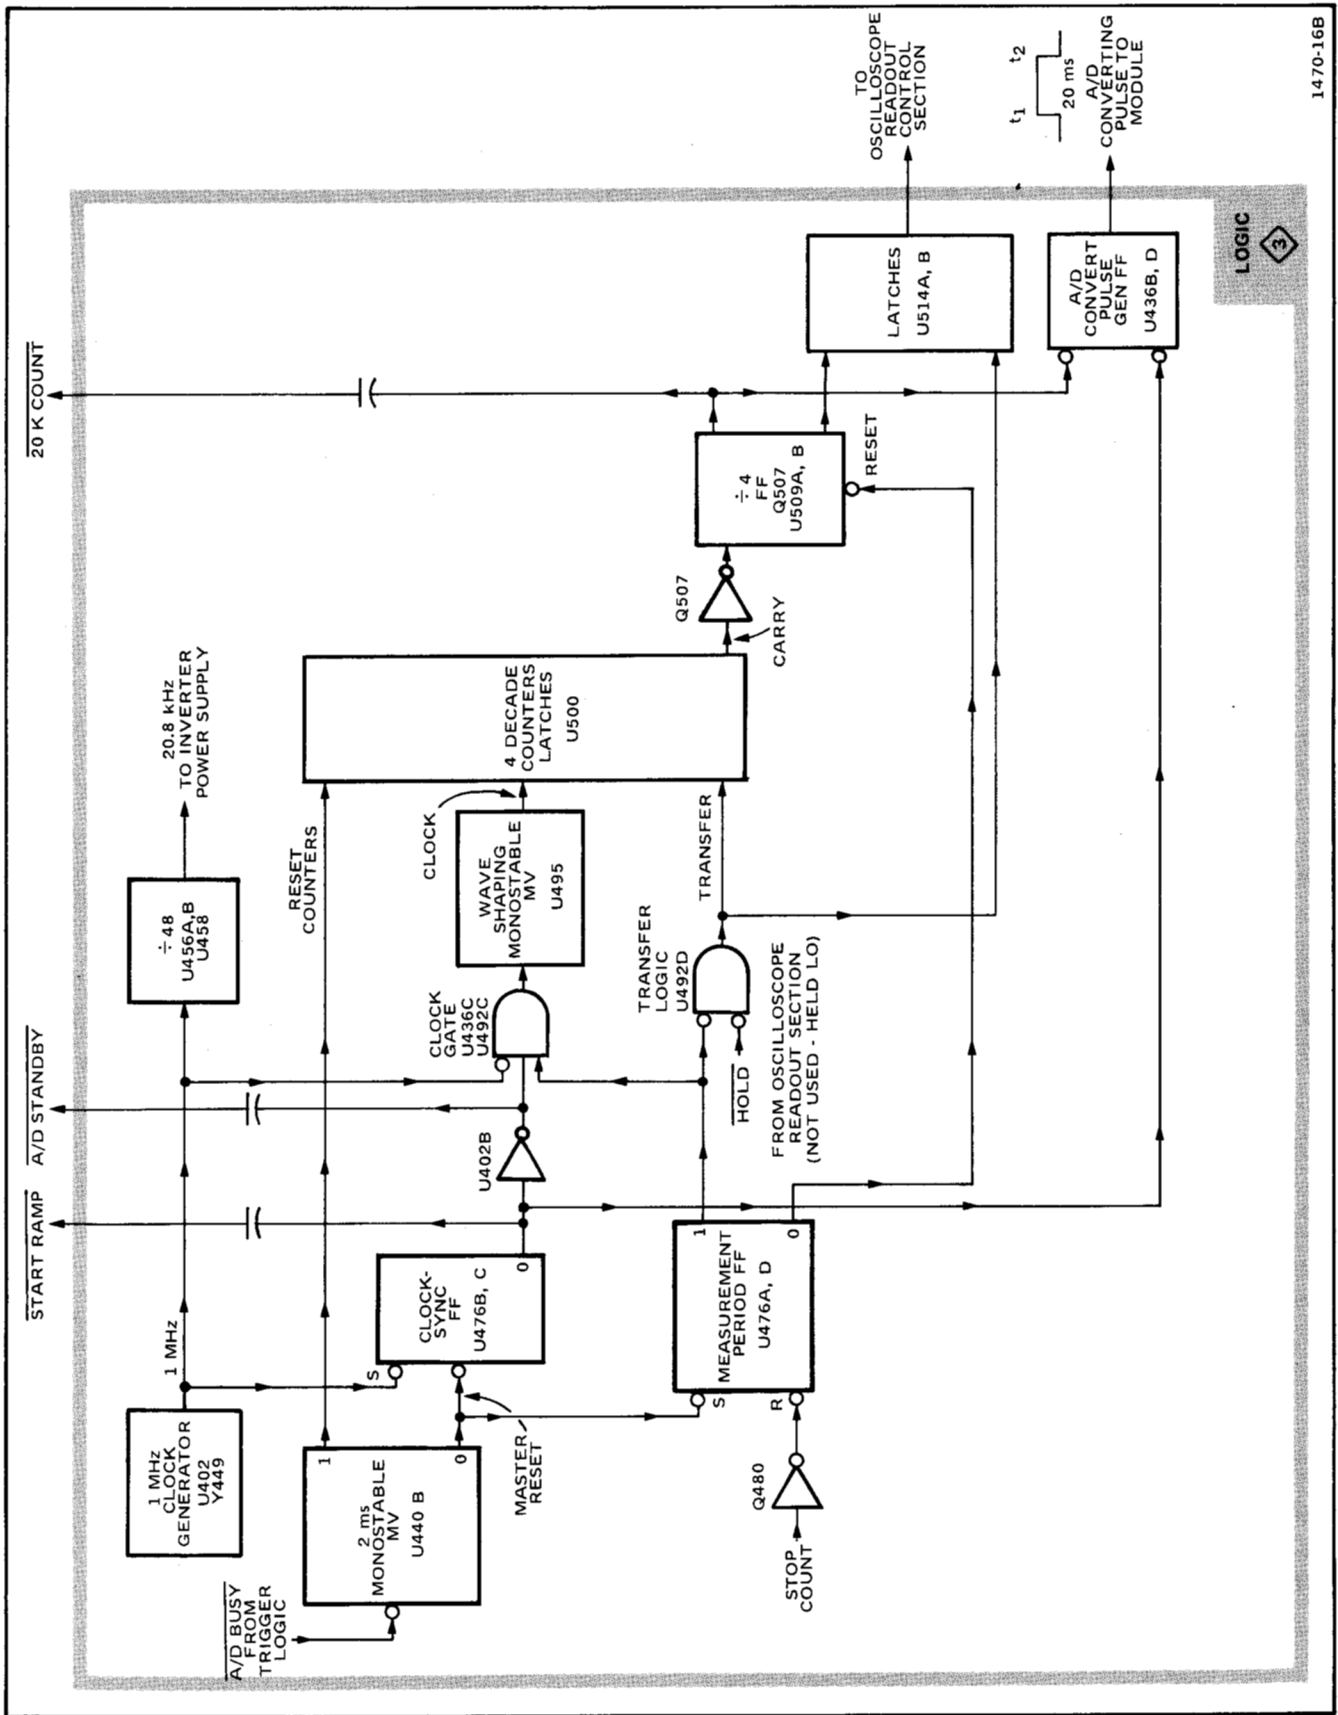 START RAMP
A/D STANDBY
20 K COUNT
1 MHz
CLOCK
GENERATOR
U402
Y449
1 MHz
÷48
U456A,B
U458
20.8 kHz
TO INVERTER
POWER SUPPLY
A/D BUSY
FROM
TRIGGER
LOGIC
2 ms
MONOSTABLE
MV
U440 B
1
0
RESET
COUNTERS
MASTER
RESET
S
CLOCK-
SYNC
FF
U476B, C
0
U402B
CLOCK
GATE
U436C
U492C
WAVE
SHAPING
MONOSTABLE
MV
U495
CLOCK
4 DECADE
COUNTERS
LATCHES
U500
STOP
COUNT
Q480
S
R
MEASUREMENT
PERIOD FF
U476A, D
1
0
HOLD
FROM OSCILLOSCOPE
READOUT SECTION
(NOT USED - HELD LO)
TRANSFER
LOGIC
U492D
TRANSFER
CARRY
Q507
÷4
FF
Q507
U509A, B
RESET
LATCHES
U514A, B
TO
OSCILLOSCOPE
READOUT
CONTROL
SECTION
A/D
CONVERT
PULSE
GEN FF
U436B, D
t1
t2
20 ms
A/D
CONVERTING
PULSE TO
MODULE
LOGIC
3
1470-16B